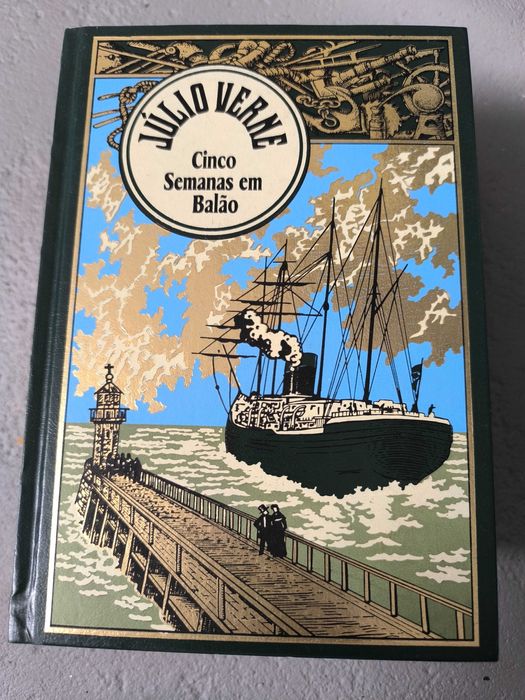 JÚLIO VERNE
Cinco
Semanas em
Balão